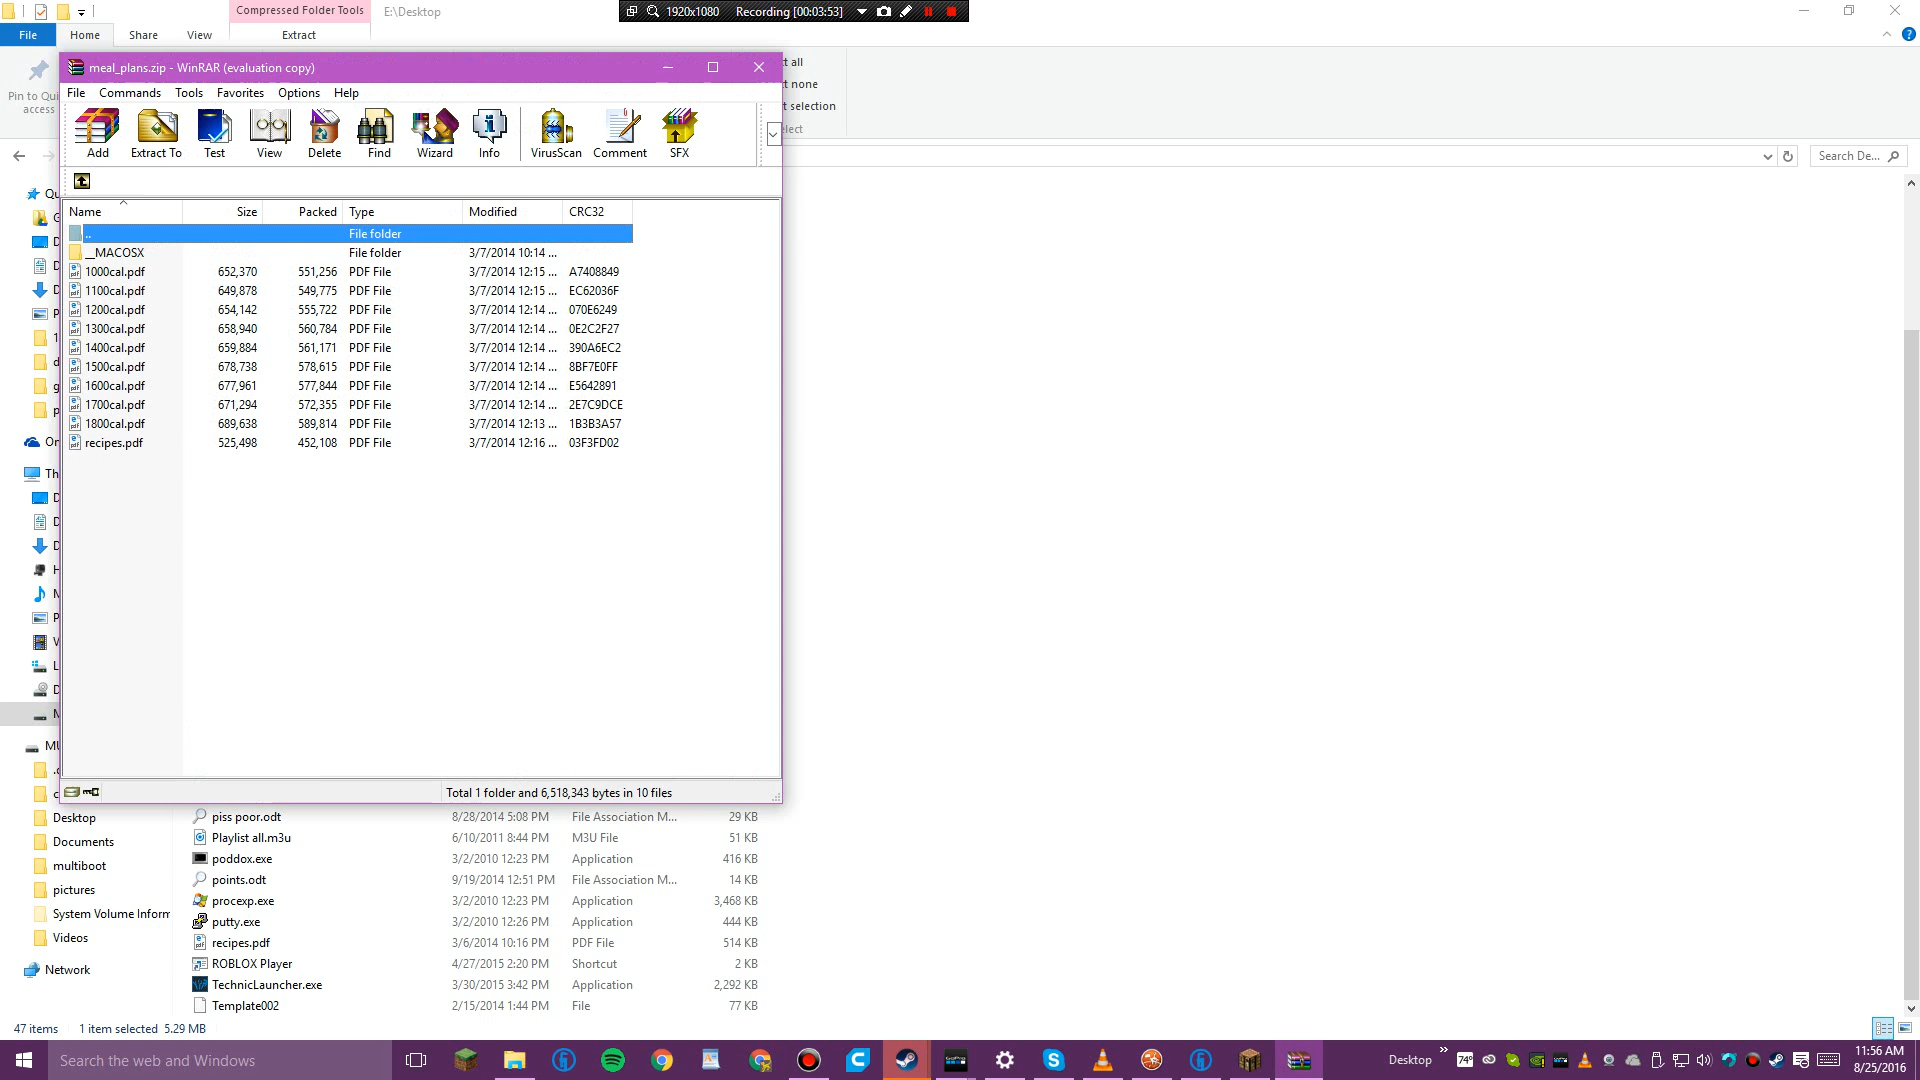 Compressed Folder Tools
E:\Desktop
1920x1080
Recording [00:03:53]
File
Home
Share
View
Extract
Pin to Qui
access
t all
t none
t selection
lect
Search De...
meal_plans.zip - WinRAR (evaluation copy)
File Commands Tools Favorites Options Help
Add Extract To Test View Delete Find Wizard Info VirusScan Comment SFX
Name Size Packed Type Modified CRC32
.. File folder
__MACOSX File folder 3/7/2014 10:14 ...
1000cal.pdf 652,370 551,256 PDF File 3/7/2014 12:15 ... A7408849
1100cal.pdf 649,878 549,775 PDF File 3/7/2014 12:15 ... EC62036F
1200cal.pdf 654,142 555,722 PDF File 3/7/2014 12:14 ... 070E6249
1300cal.pdf 658,940 560,784 PDF File 3/7/2014 12:14 ... 0E2C2F27
1400cal.pdf 659,884 561,171 PDF File 3/7/2014 12:14 ... 390A6EC2
1500cal.pdf 678,738 578,615 PDF File 3/7/2014 12:14 ... 8BF7E0FF
1600cal.pdf 677,961 577,844 PDF File 3/7/2014 12:14 ... E5642891
1700cal.pdf 671,294 572,355 PDF File 3/7/2014 12:14 ... 2E7C9DCE
1800cal.pdf 689,638 589,814 PDF File 3/7/2014 12:13 ... 1B3B3A57
recipes.pdf 525,498 452,108 PDF File 3/7/2014 12:16 ... 03F3FD02
Total 1 folder and 6,518,343 bytes in 10 files
Desktop
Documents
multiboot
pictures
System Volume Inforn
Videos
Network
piss poor.odt 8/28/2014 5:08 PM File Association M... 29 KB
Playlist all.m3u 6/10/2011 8:44 PM M3U File 51 KB
poddox.exe 3/2/2010 12:23 PM Application 416 KB
points.odt 9/19/2014 12:51 PM File Association M... 14 KB
procexp.exe 3/2/2010 12:23 PM Application 3,468 KB
putty.exe 3/2/2010 12:26 PM Application 444 KB
recipes.pdf 3/6/2014 10:16 PM PDF File 514 KB
ROBLOX Player 4/27/2015 2:20 PM Shortcut 2 KB
TechnicLauncher.exe 3/30/2015 3:42 PM Application 2,292 KB
Template002 2/15/2014 1:44 PM File 77 KB
47 items 1 item selected 5.29 MB
Search the web and Windows
Desktop
74°
11:56 AM
8/25/2016